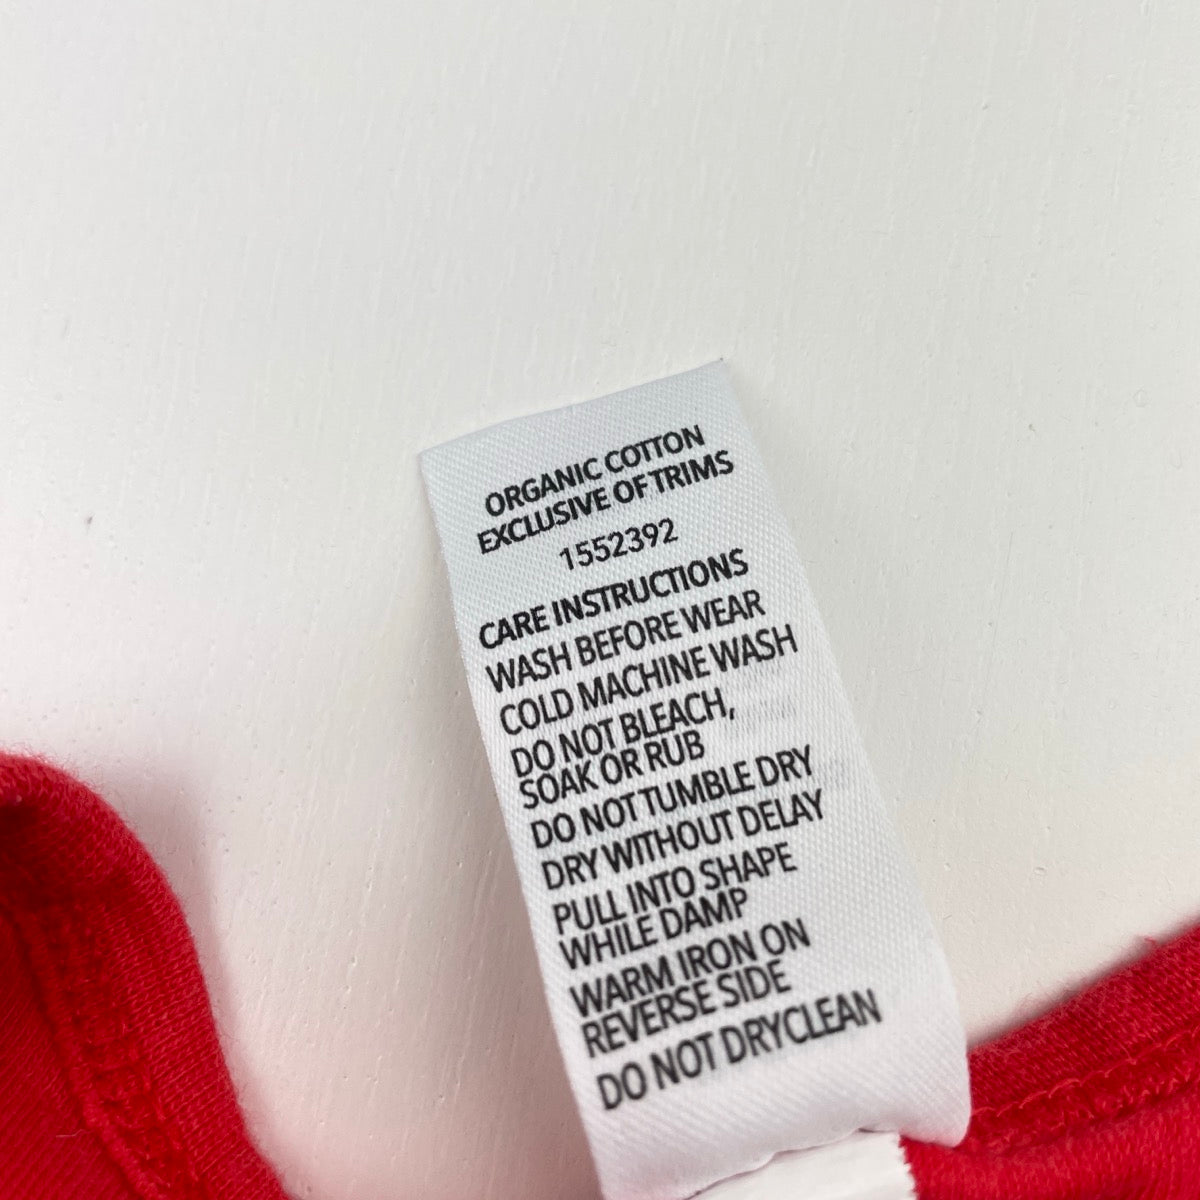 ORGANIC COTTON
EXCLUSIVE OF TRIMS
1552392
CARE INSTRUCTIONS
WASH BEFORE WEAR
COLD MACHINE WASH
DO NOT BLEACH,
SOAK OR RUB
DO NOT TUMBLE DRY
DRY WITHOUT DELAY
PULL INTO SHAPE
WHILE DAMP
WARM IRON ON
REVERSE SIDE
DO NOT DRYCLEAN